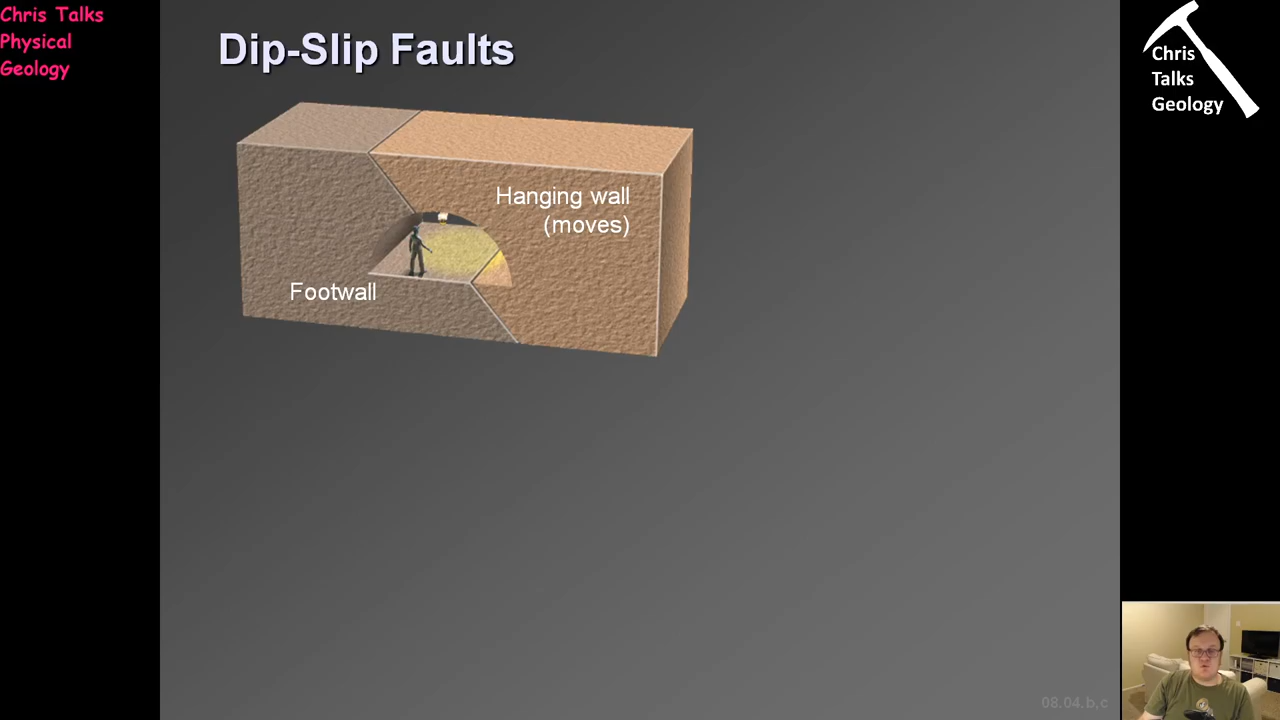 Chris Talks
Physical
Geology
Dip-Slip Faults
Chris
Talks
Geology
Hanging wall
(moves)
Footwall
08.04.b,c